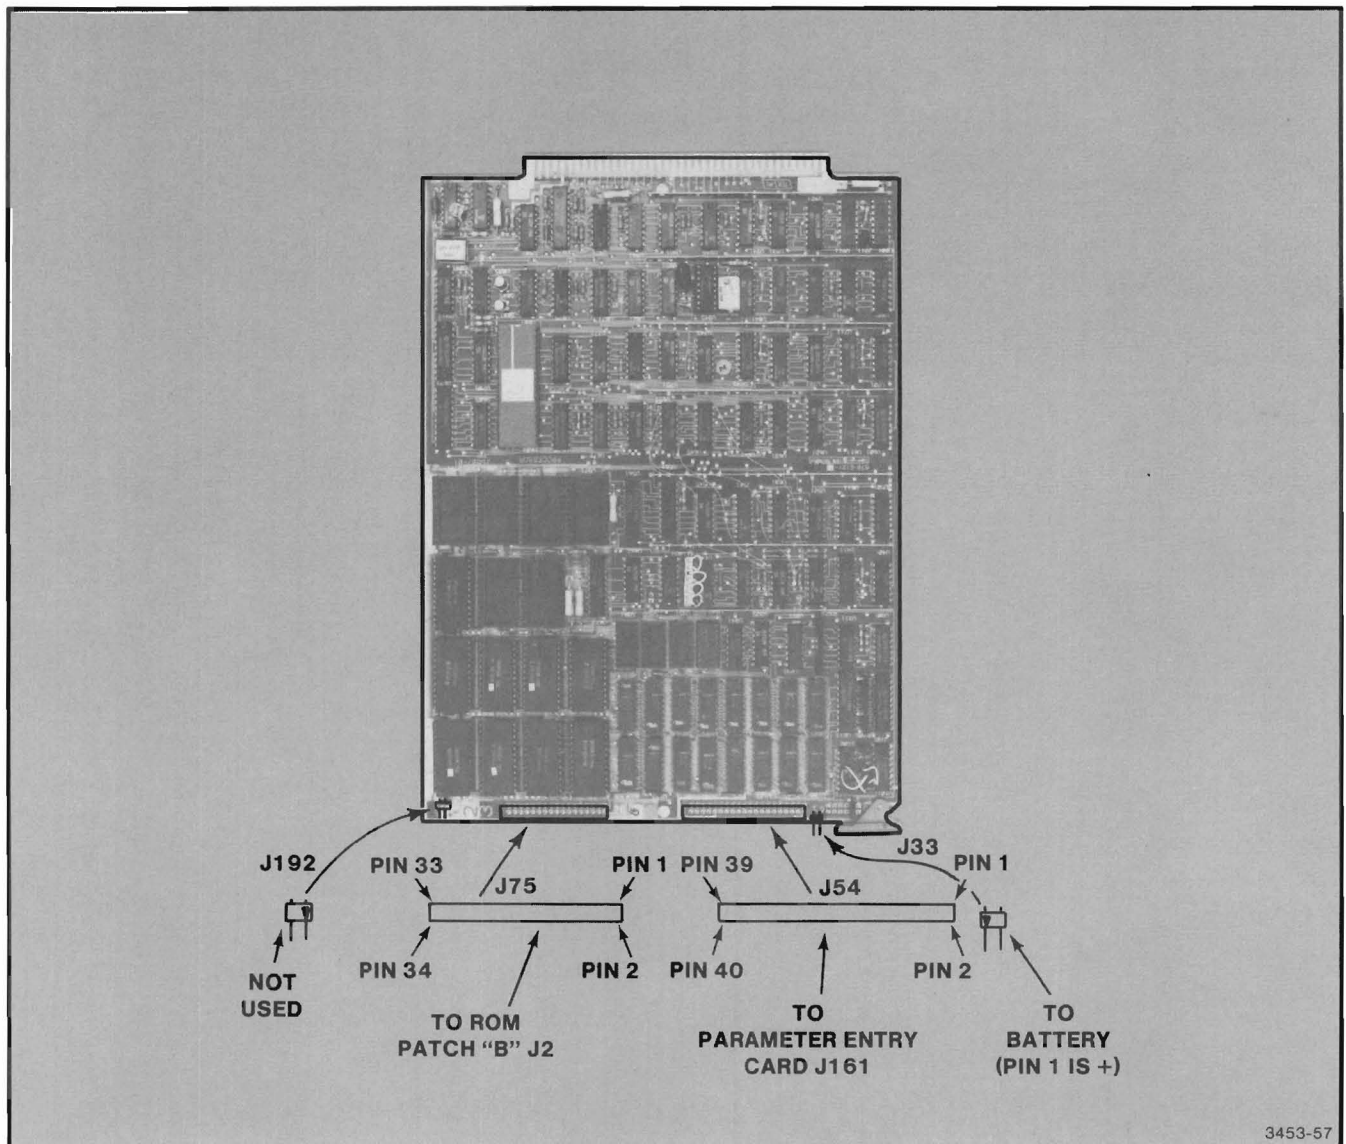 J192
PIN 33
J75
PIN 1
PIN 39
J54
J33
PIN 1
PIN 34
PIN 2
PIN 40
PIN 2
NOT
USED
TO ROM
PATCH “B” J2
TO
PARAMETER ENTRY
CARD J161
TO
BATTERY
(PIN 1 IS +)
3453-57